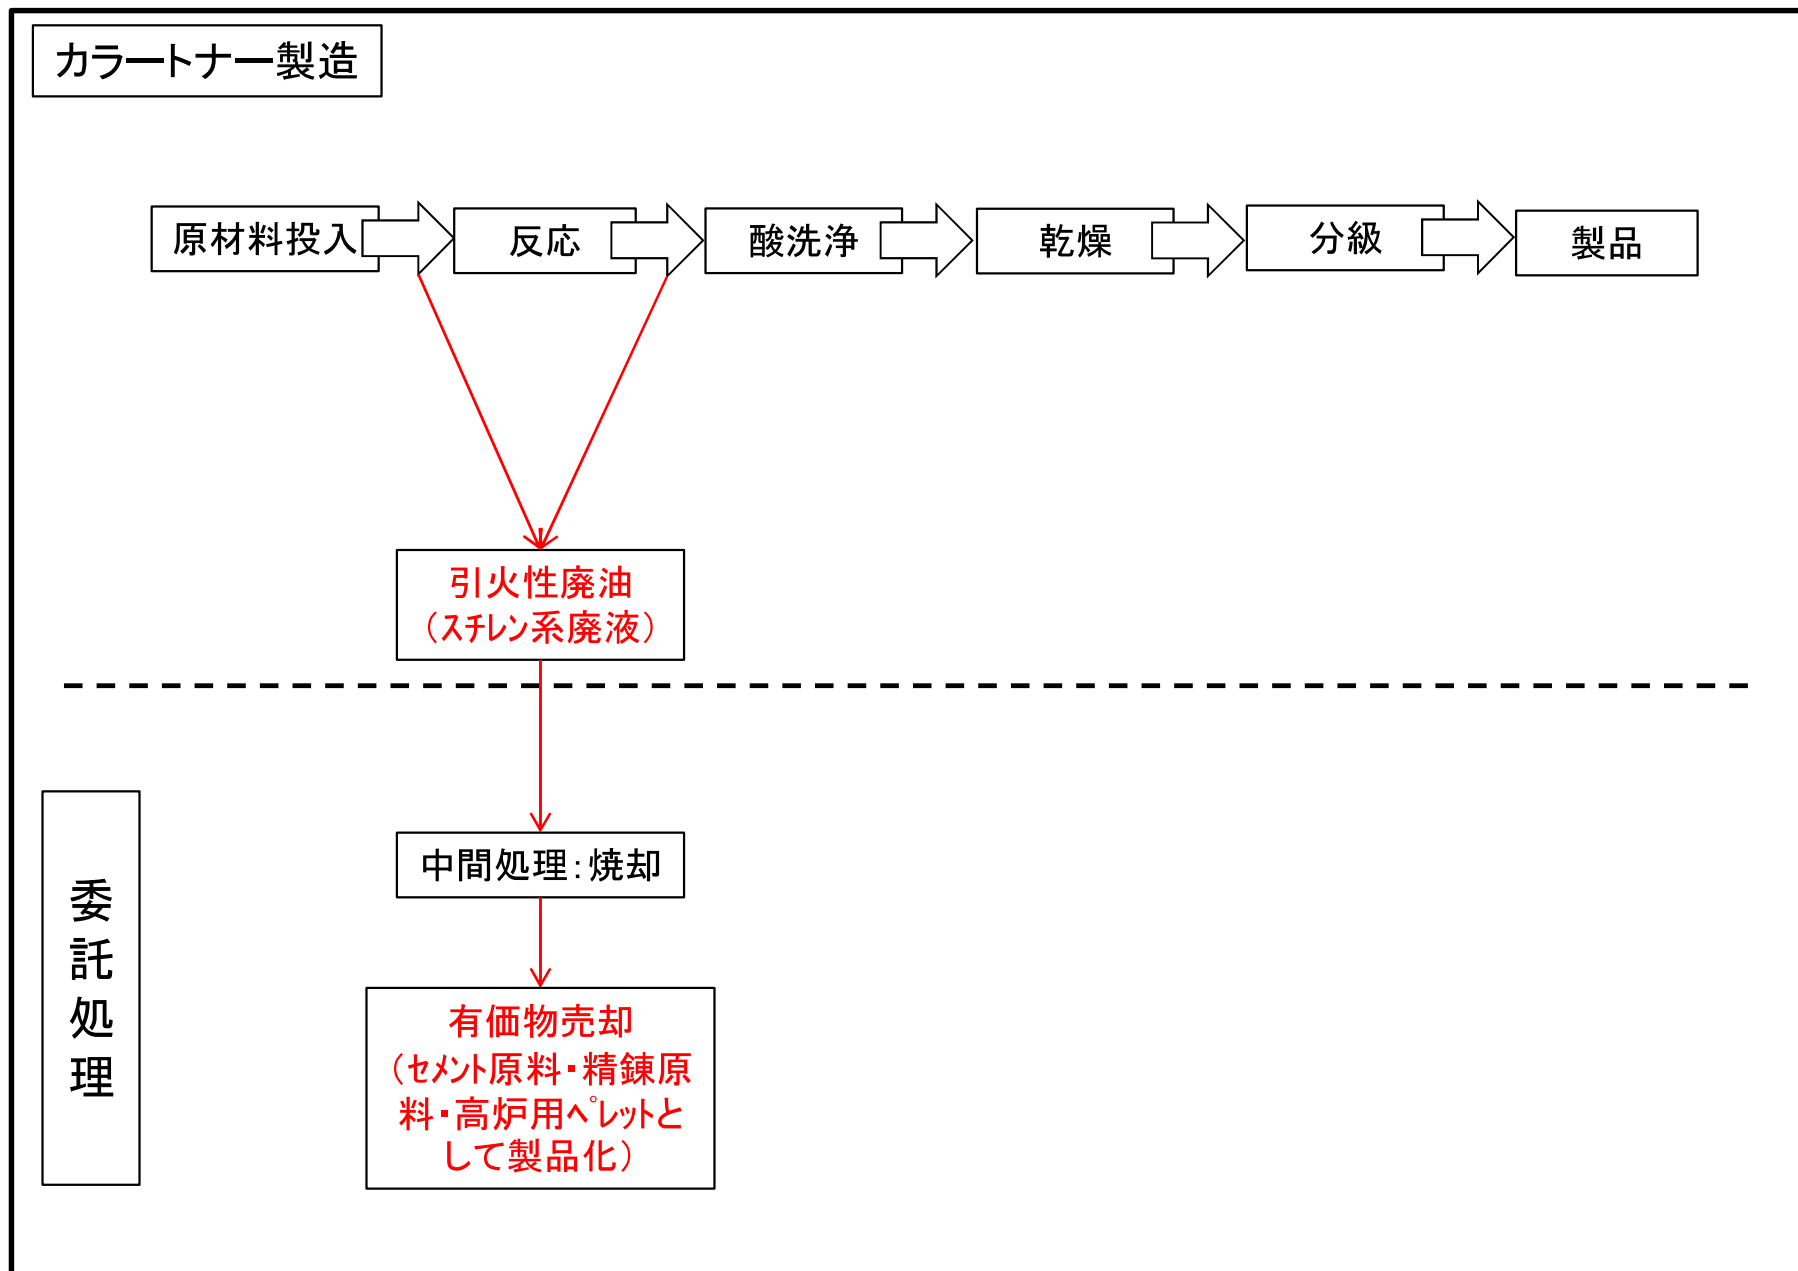 カラートナー製造
原材料投入
反応
酸洗浄
乾燥
分級
製品
引火性廃油
（ｽﾁﾚﾝ系廃液）
中間処理：焼却
委託処理
有価物売却
（ｾﾒﾝﾄ原料・精錬原
料・高炉用ﾍﾟﾚｯﾄと
して製品化）